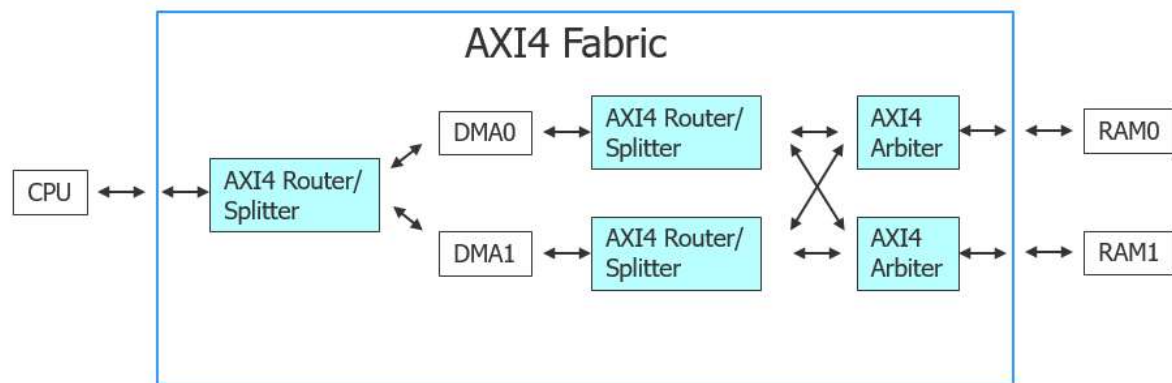 AXI4 Fabric
CPU
AXI4 Router/
Splitter
DMA0
AXI4 Router/
Splitter
AXI4
Arbiter
RAM0
DMA1
AXI4 Router/
Splitter
AXI4
Arbiter
RAM1